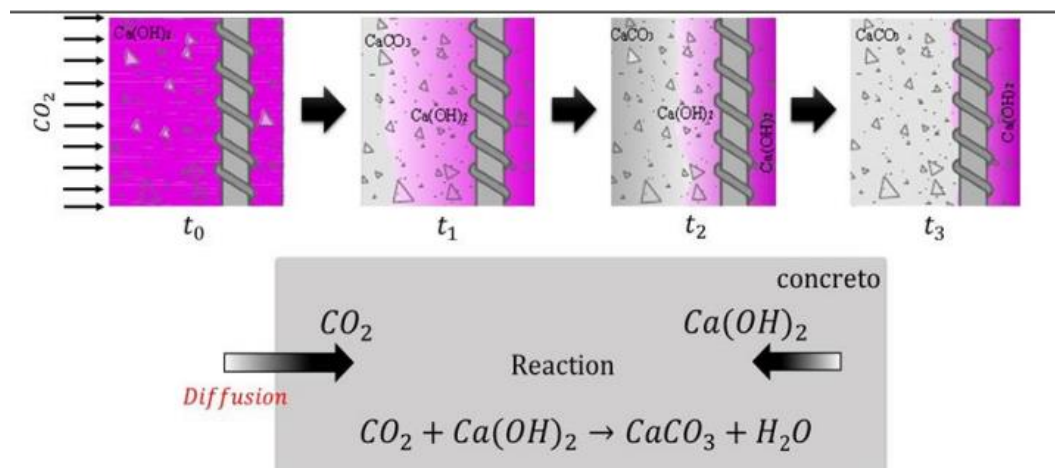 CO₂
Ca(OH)₂
CaCO₃
Ca(OH)₂
CaCO₃
Ca(OH)₂
Ca(OH)₂
CaCO₃
Ca(OH)₂
t₀
t₁
t₂
t₃
concreto
CO₂
Ca(OH)₂
Reaction
Diffusion
CO₂ + Ca(OH)₂ → CaCO₃ + H₂O